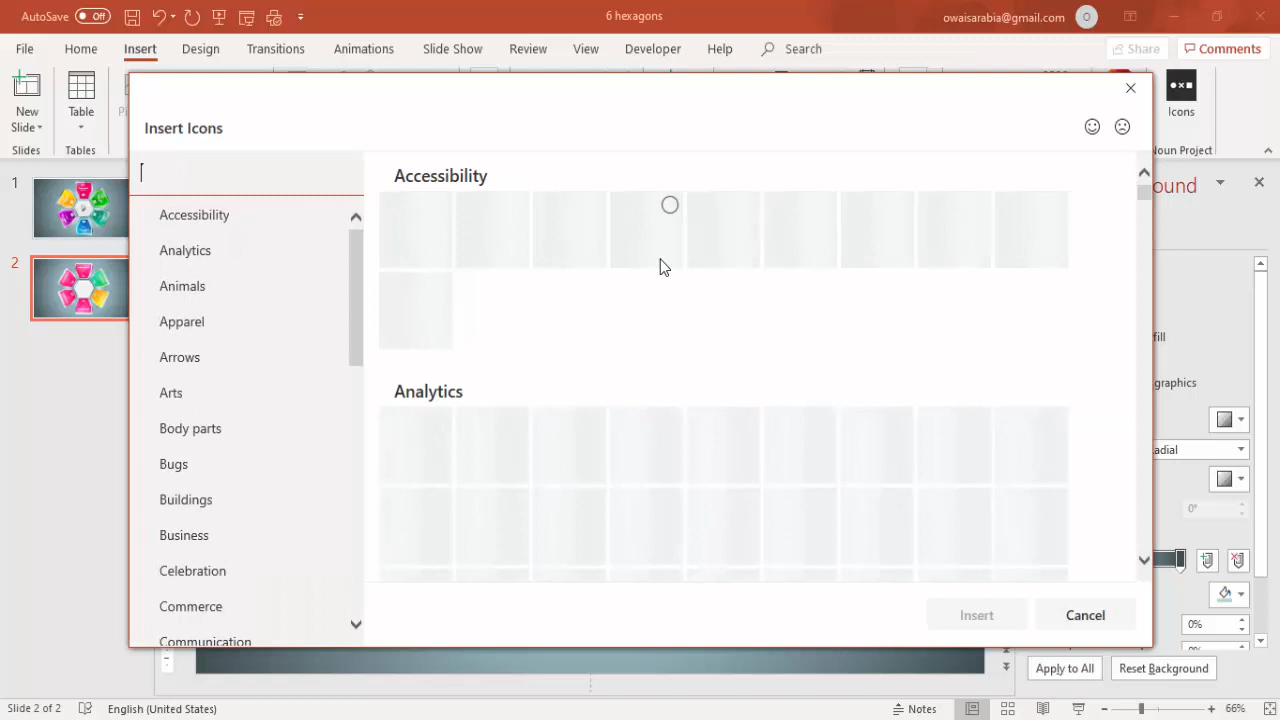 AutoSave Off
6 hexagons
owaisarabia@gmail.com
O
File Home Insert Design Transitions Animations Slide Show Review View Developer Help Search
Share Comments
New Slide
Slides
Table
Tables
Icons
Noun Project
Insert Icons
Accessibility
Analytics
Animals
Apparel
Arrows
Arts
Body parts
Bugs
Buildings
Business
Celebration
Commerce
Communication
Accessibility
Analytics
Insert Cancel
1
2
ound
fill
graphics
adial
0°
0%
0%
Apply to All Reset Background
Slide 2 of 2 English (United States)
Notes
66%